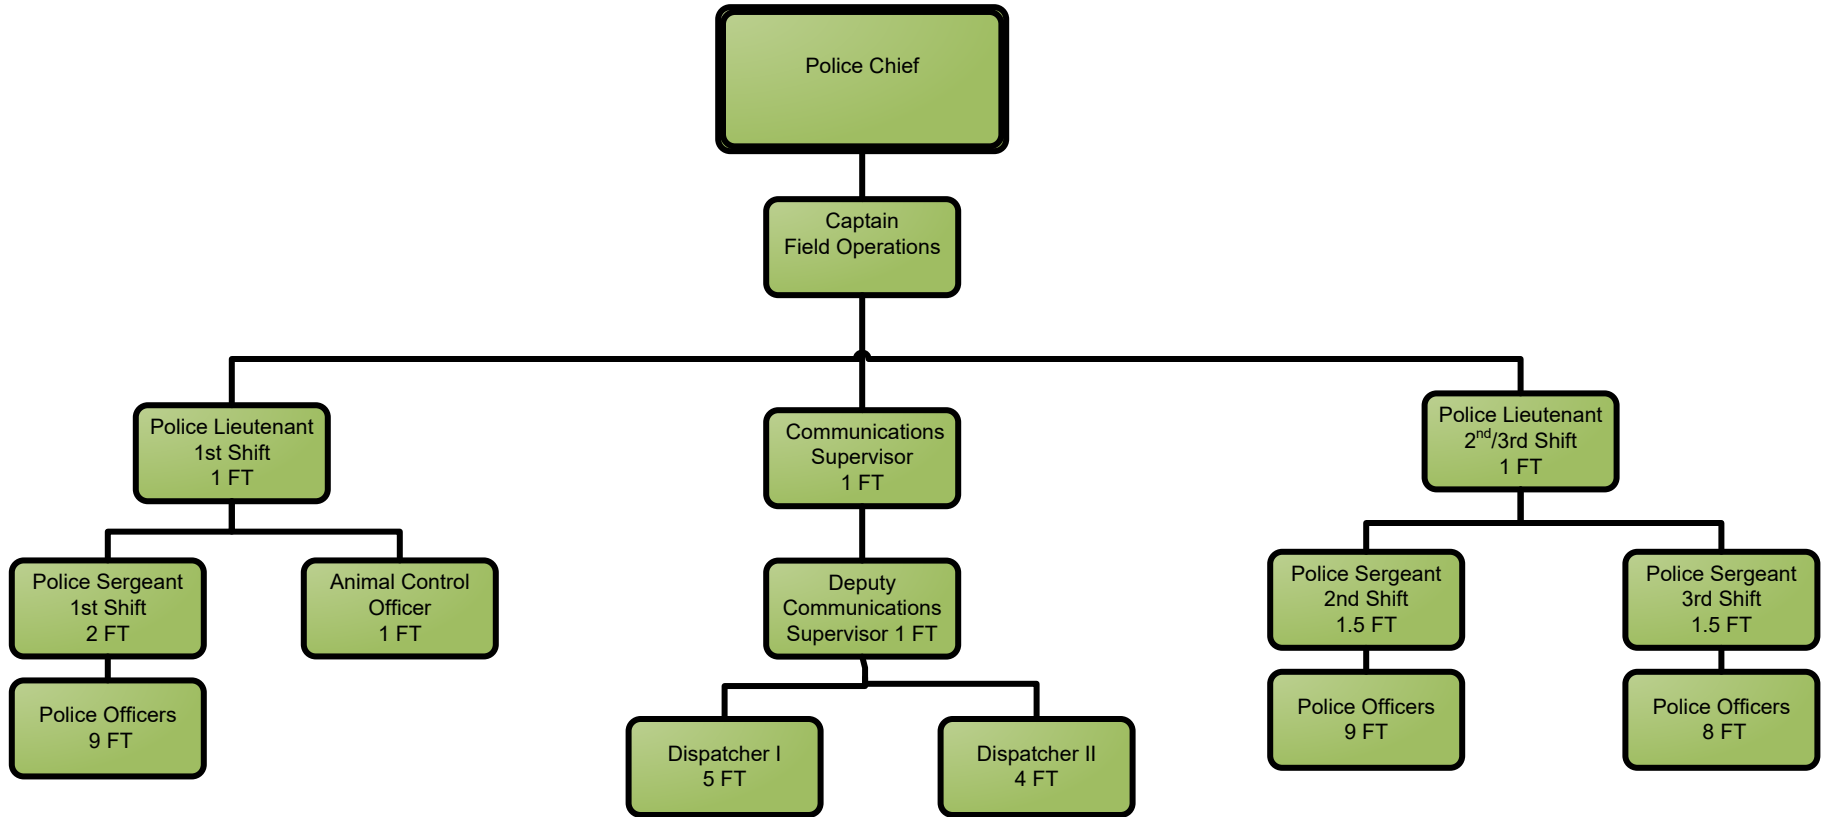 Police Chief
Captain
Field Operations
Police Lieutenant
1st Shift
1 FT
Communications
Supervisor
1 FT
Police Lieutenant
2nd/3rd Shift
1 FT
Police Sergeant
1st Shift
2 FT
Animal Control
Officer
1 FT
Deputy
Communications
Supervisor 1 FT
Police Sergeant
2nd Shift
1.5 FT
Police Sergeant
3rd Shift
1.5 FT
Police Officers
9 FT
Dispatcher I
5 FT
Dispatcher II
4 FT
Police Officers
9 FT
Police Officers
8 FT